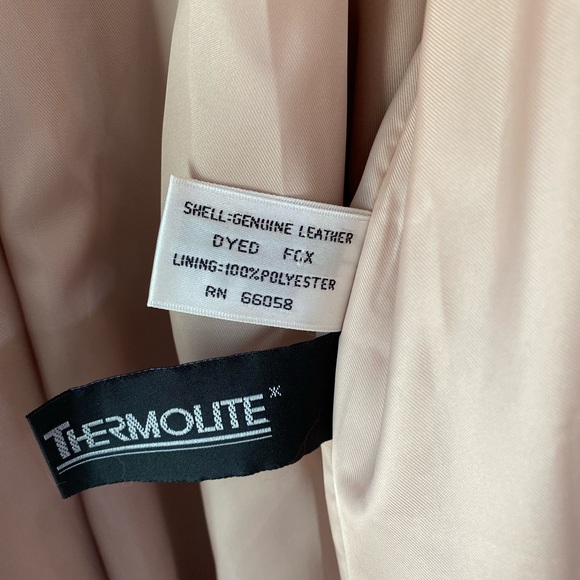 SHELL=GENUINE LEATHER
DYED FOX
LINING=100%POLYESTER
RN 66058
THERMOLITE